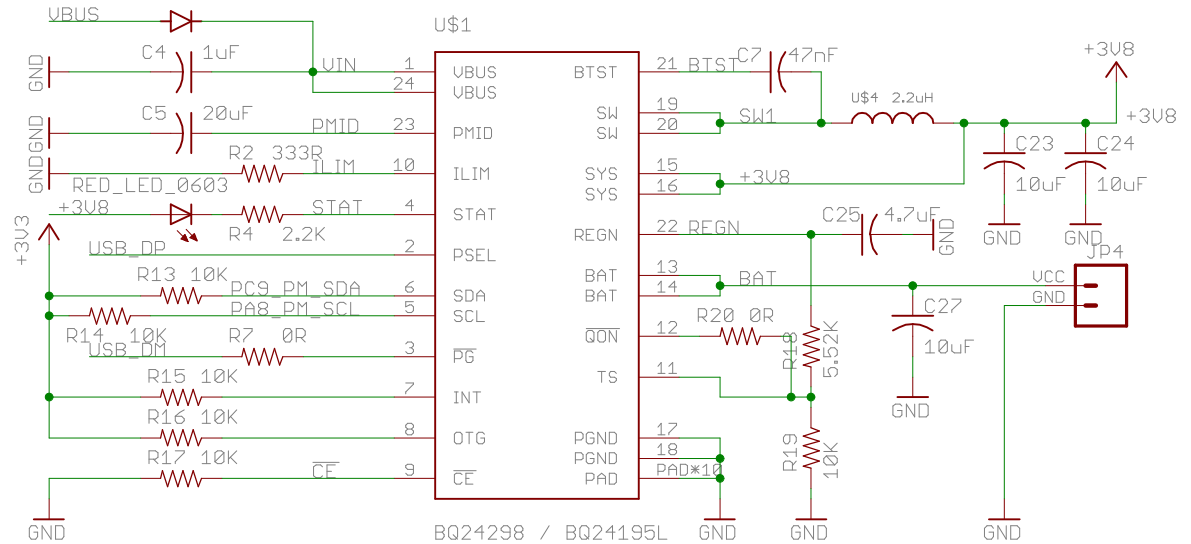 VBUS
U$1
C4 1uF
VIN
GND
1
VBUS
24
VBUS
C5 20uF
PMID
23
PMID
GND
R2 333R
ILIM
10
ILIM
GND
RED_LED_0603
+3V8
STAT
4
STAT
R4 2.2K
+3V3
USB_DP
2
PSEL
R13 10K
PC9_PM_SDA
6
SDA
PA8_PM_SCL
5
SCL
R14 10K
USB_DM
R7 0R
3
PG
R15 10K
7
INT
R16 10K
8
OTG
R17 10K
CE
9
CE
GND
BTST
21
BTST
C7 47nF
+3V8
SW
19
SW
20
SW1
U$4 2.2uH
+3V8
SYS
15
SYS
16
+3V8
C23
10uF
GND
C24
10uF
GND
REGN
22
REGN
C25 4.7uF
GND
BAT
13
BAT
14
BAT
JP4
VCC
GND
C27
10uF
GND
QON
12
R20 0R
R18
5.52K
TS
11
R19
10K
PGND
17
PGND
18
PAD
PAD*10
GND
GND
GND
BQ24298 / BQ24195L